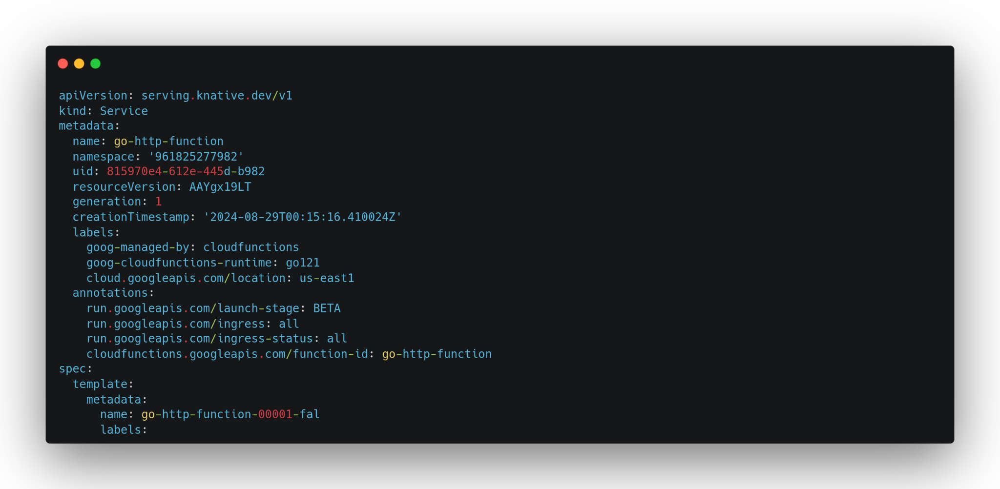 apiVersion: serving.knative.dev/v1
kind: Service
metadata:
  name: go-http-function
  namespace: '961825277982'
  uid: 815970e4-612e-445d-b982
  resourceVersion: AAYgx19LT
  generation: 1
  creationTimestamp: '2024-08-29T00:15:16.410024Z'
  labels:
    goog-managed-by: cloudfunctions
    goog-cloudfunctions-runtime: go121
    cloud.googleapis.com/location: us-east1
  annotations:
    run.googleapis.com/launch-stage: BETA
    run.googleapis.com/ingress: all
    run.googleapis.com/ingress-status: all
    cloudfunctions.googleapis.com/function-id: go-http-function
spec:
  template:
    metadata:
      name: go-http-function-00001-fal
      labels: